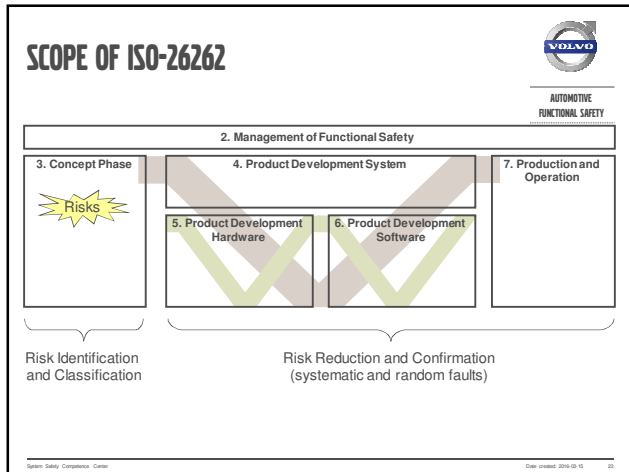 SCOPE OF ISO-26262
VOLVO
AUTOMOTIVE
FUNCTIONAL SAFETY
2. Management of Functional Safety
3. Concept Phase
Risks
4. Product Development System
5. Product Development
Hardware
6. Product Development
Software
7. Production and
Operation
Risk Identification
and Classification
Risk Reduction and Confirmation
(systematic and random faults)
System Safety Competence Center
Date created: 2016-03-15
23